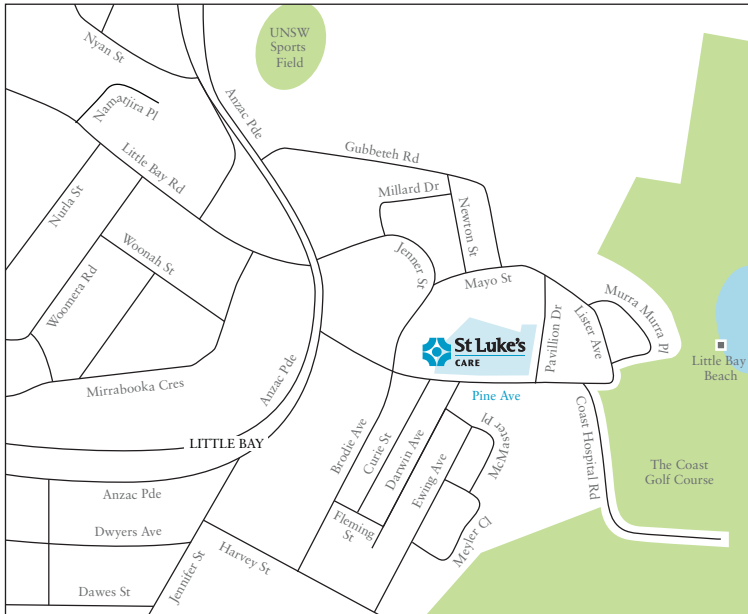 UNSW
Sports
Field
Nyan St
Anzac Pde
Namatjira Pl
Little Bay Rd
Gubbeteh Rd
Millard Dr
Newton St
Nurla St
Woonah St
Jenner St
Mayo St
Woomera Rd
Murra Murra Pl
Lister Ave
Pavillion Dr
St Luke's
CARE
Little Bay
Beach
Mirrabooka Cres
Anzac Pde
Pine Ave
LITTLE BAY
Brodie Ave
Curie St
Darwin Ave
Ewing Ave
McMaster Pl
Coast Hospital Rd
The Coast
Golf Course
Anzac Pde
Dwyers Ave
Fleming
St
Meyler Cl
Harvey St
Jennifer St
Dawes St